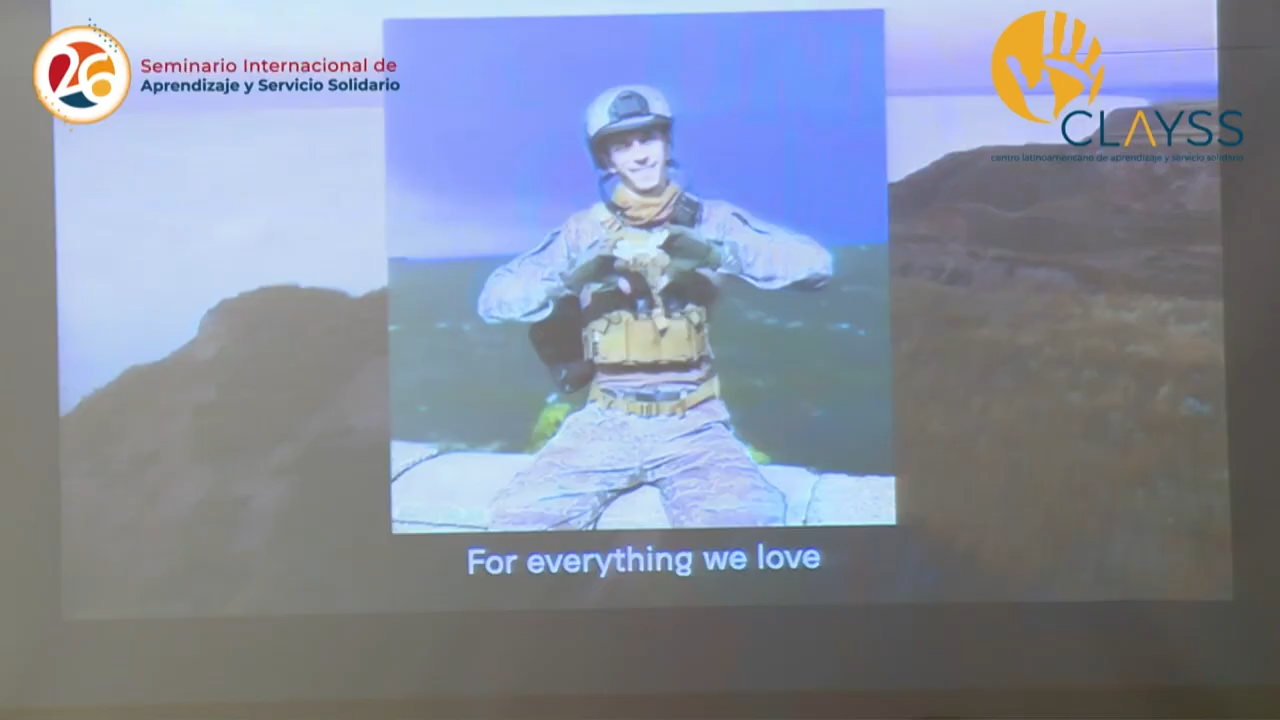 26
Seminario Internacional de
Aprendizaje y Servicio Solidario
CLAYSS
centro latinoamericano de aprendizaje y servicio solidario
For everything we love